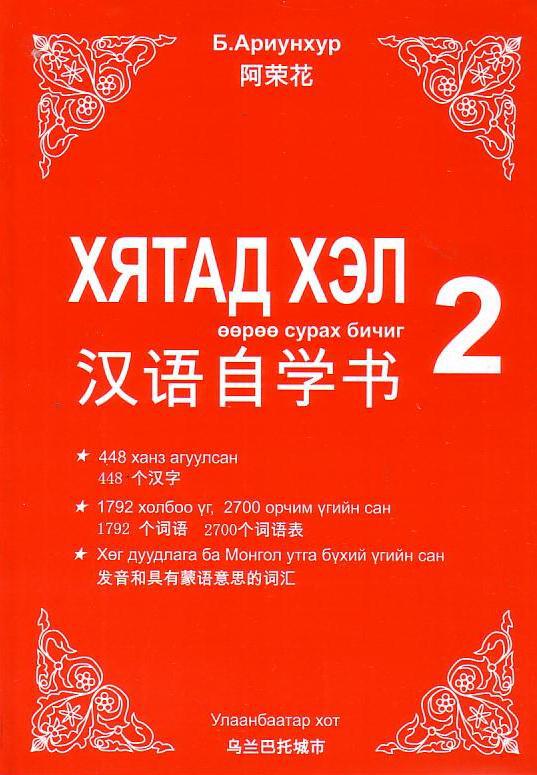 Б.Ариунхур
阿荣花
ХЯТАД ХЭЛ
өөрөө сурах бичиг
2
汉语自学书
★ 448 ханз агуулсан
448 个汉字
★ 1792 холбоо үг, 2700 орчим үгийн сан
1792 个词语 2700个词语表
★ Хөг дуудлага ба Монгол утга бүхий үгийн сан
发音和具有蒙语意思的词汇
Улаанбаатар хот
乌兰巴托城市